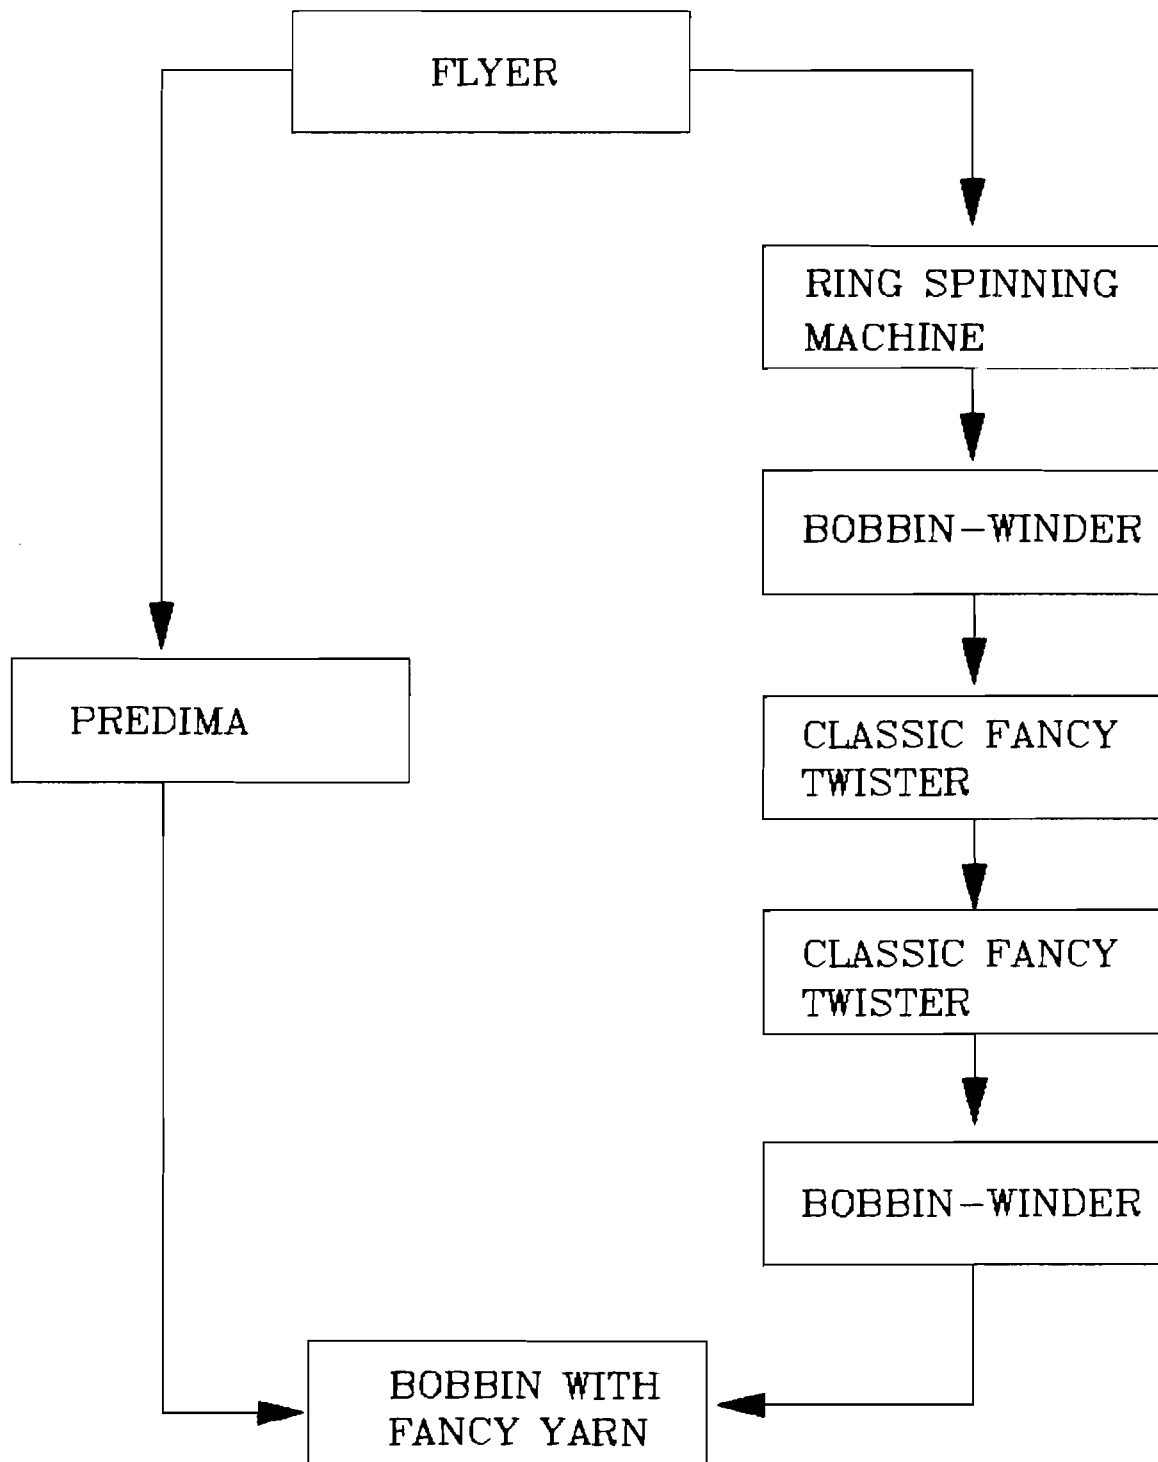 FLYER
RING SPINNING
MACHINE
BOBBIN-WINDER
PREDIMA
CLASSIC FANCY
TWISTER
CLASSIC FANCY
TWISTER
BOBBIN-WINDER
BOBBIN WITH
FANCY YARN